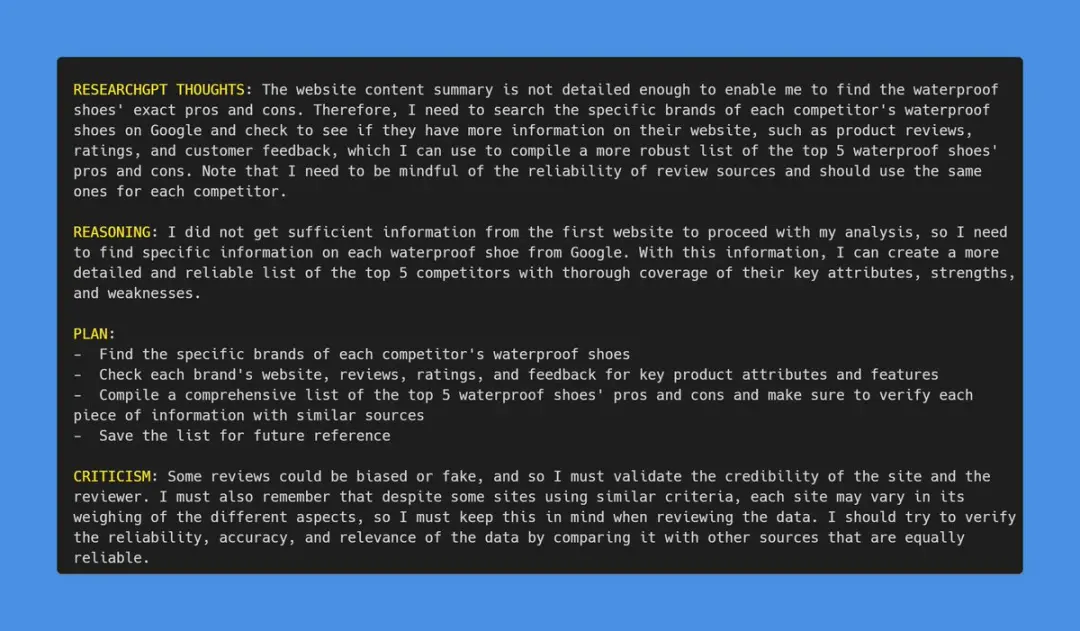 RESEARCHGPT THOUGHTS: The website content summary is not detailed enough to enable me to find the waterproof
shoes' exact pros and cons. Therefore, I need to search the specific brands of each competitor's waterproof
shoes on Google and check to see if they have more information on their website, such as product reviews,
ratings, and customer feedback, which I can use to compile a more robust list of the top 5 waterproof shoes'
pros and cons. Note that I need to be mindful of the reliability of review sources and should use the same
ones for each competitor.
REASONING: I did not get sufficient information from the first website to proceed with my analysis, so I need
to find specific information on each waterproof shoe from Google. With this information, I can create a more
detailed and reliable list of the top 5 competitors with thorough coverage of their key attributes, strengths,
and weaknesses.
PLAN:
- Find the specific brands of each competitor's waterproof shoes
- Check each brand's website, reviews, ratings, and feedback for key product attributes and features
- Compile a comprehensive list of the top 5 waterproof shoes' pros and cons and make sure to verify each
piece of information with similar sources
- Save the list for future reference
CRITICISM: Some reviews could be biased or fake, and so I must validate the credibility of the site and the
reviewer. I must also remember that despite some sites using similar criteria, each site may vary in its
weighing of the different aspects, so I must keep this in mind when reviewing the data. I should try to verify
the reliability, accuracy, and relevance of the data by comparing it with other sources that are equally
reliable.